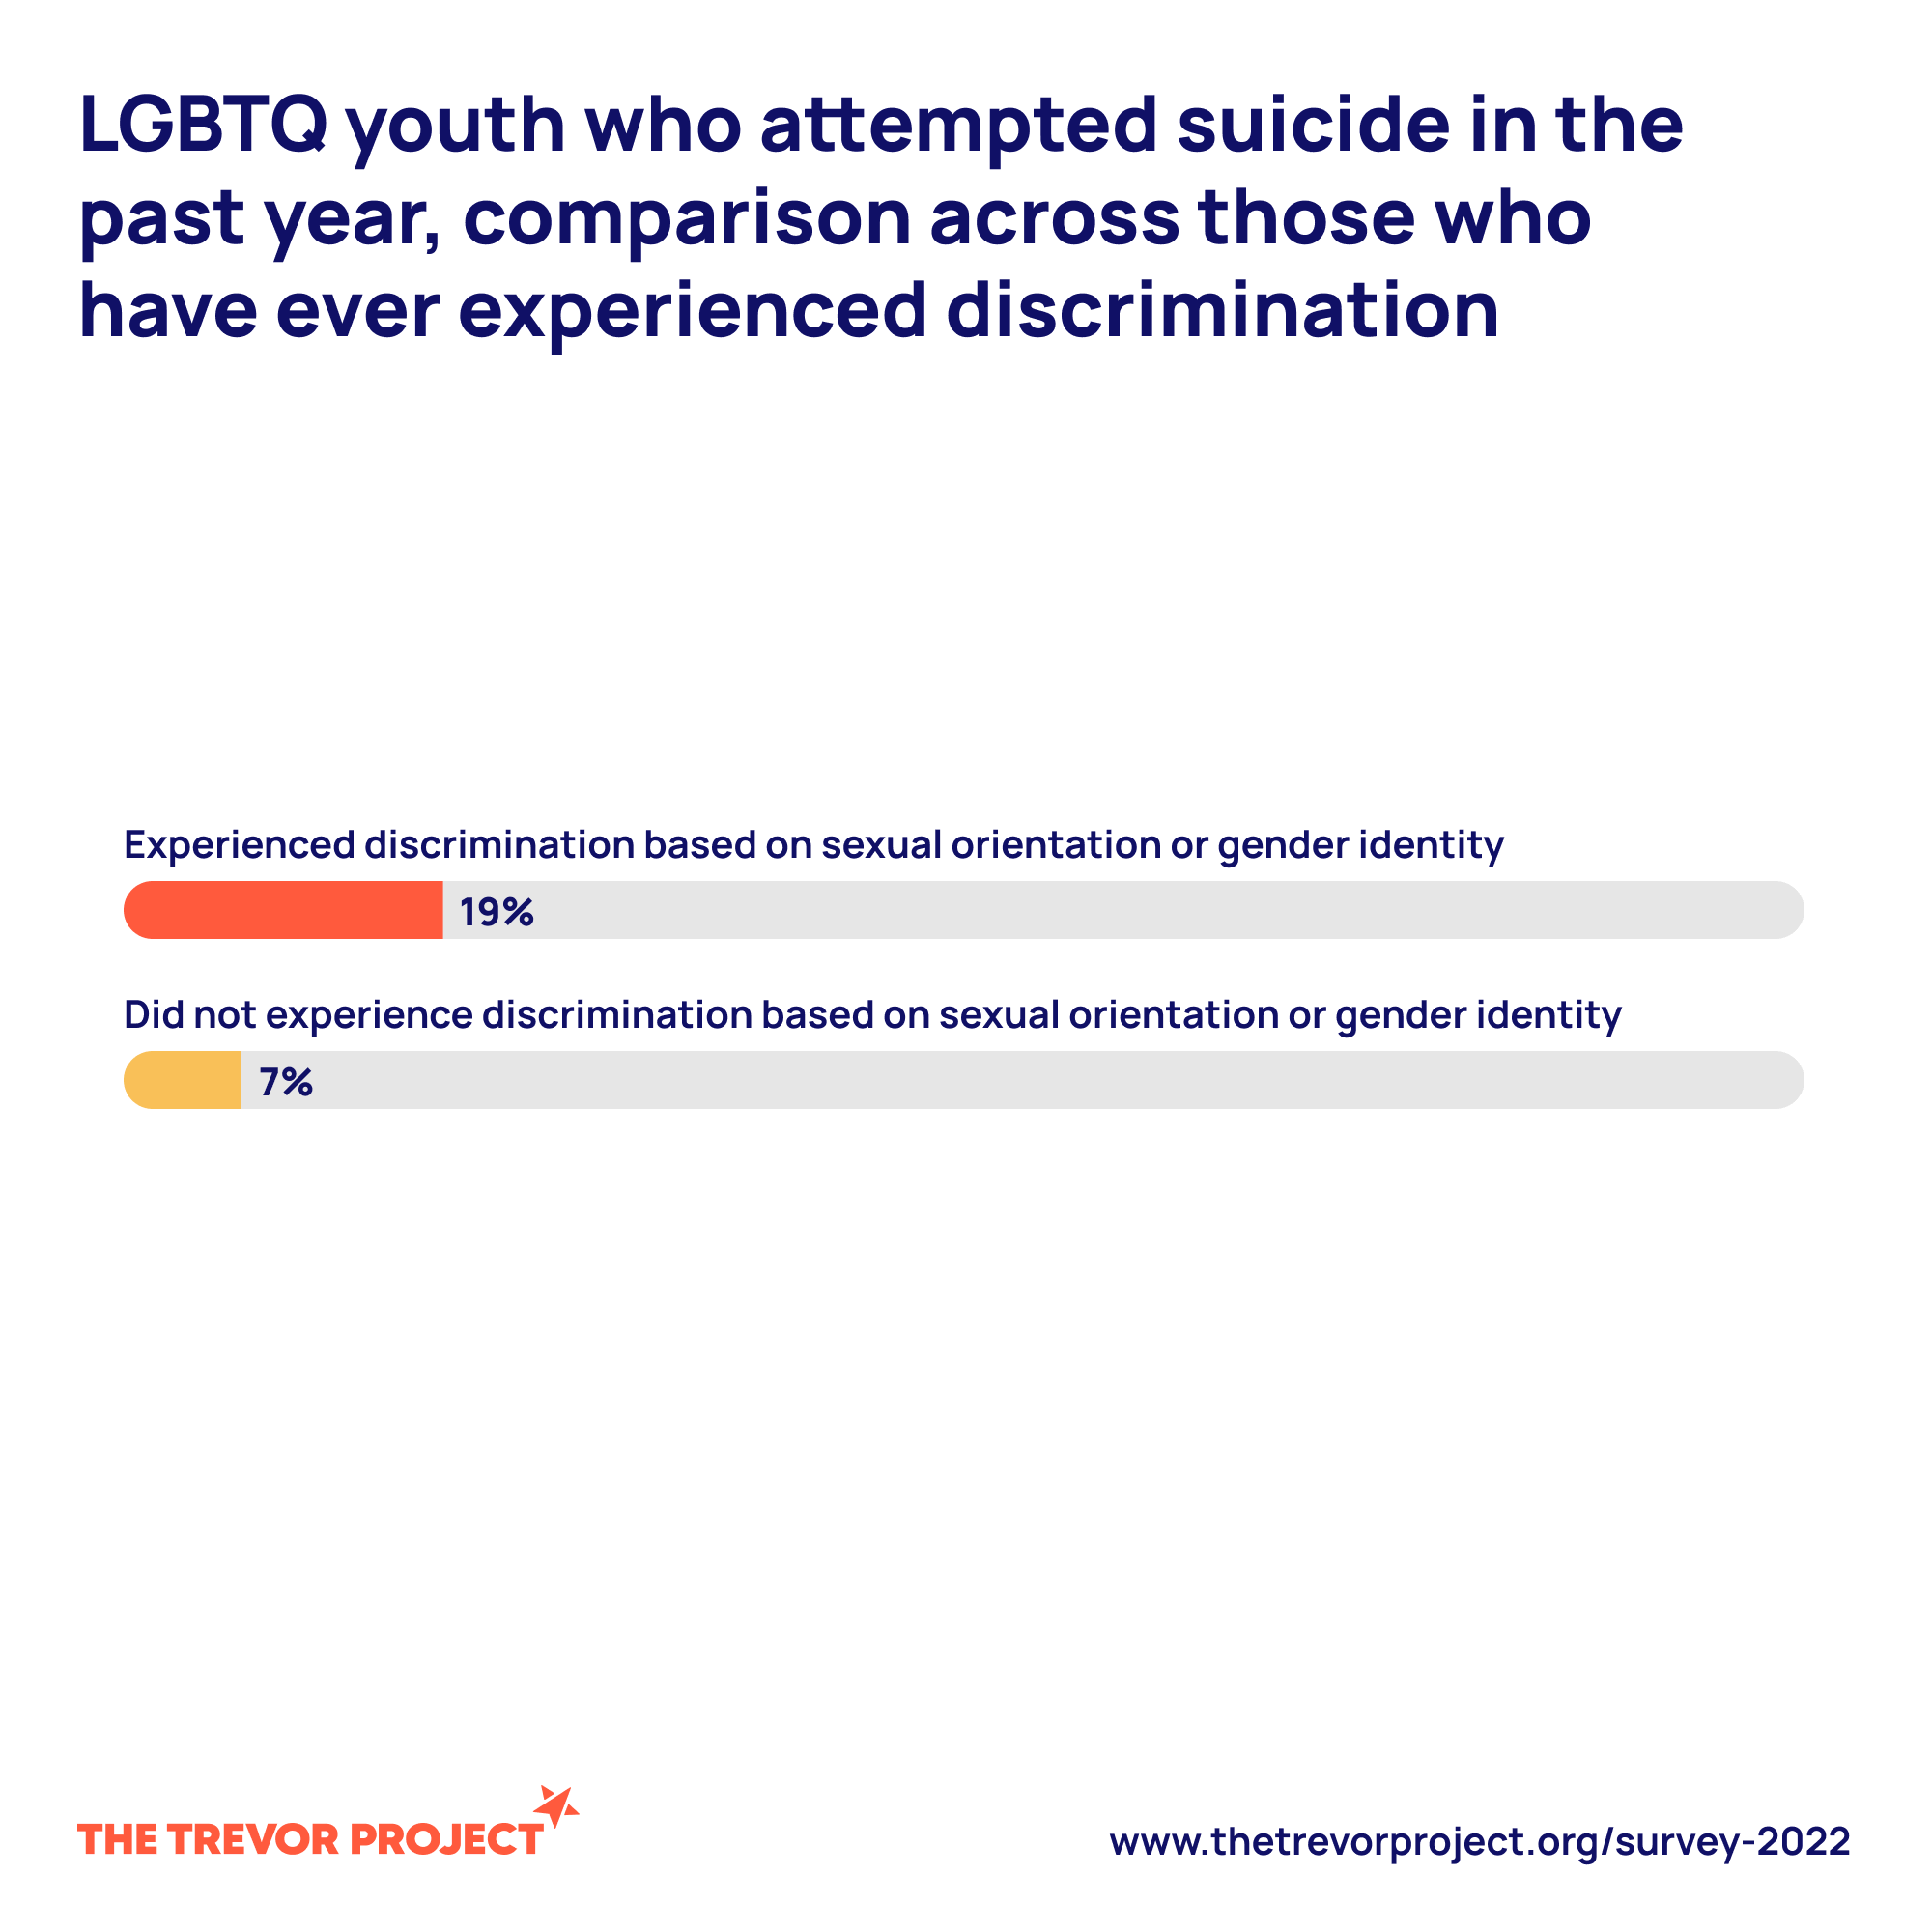 LGBTQ youth who attempted suicide in the
past year, comparison across those who
have ever experienced discrimination
Experienced discrimination based on sexual orientation or gender identity
19%
Did not experience discrimination based on sexual orientation or gender identity
7%
THE TREVOR PROJECT
www.thetrevorproject.org/survey-2022